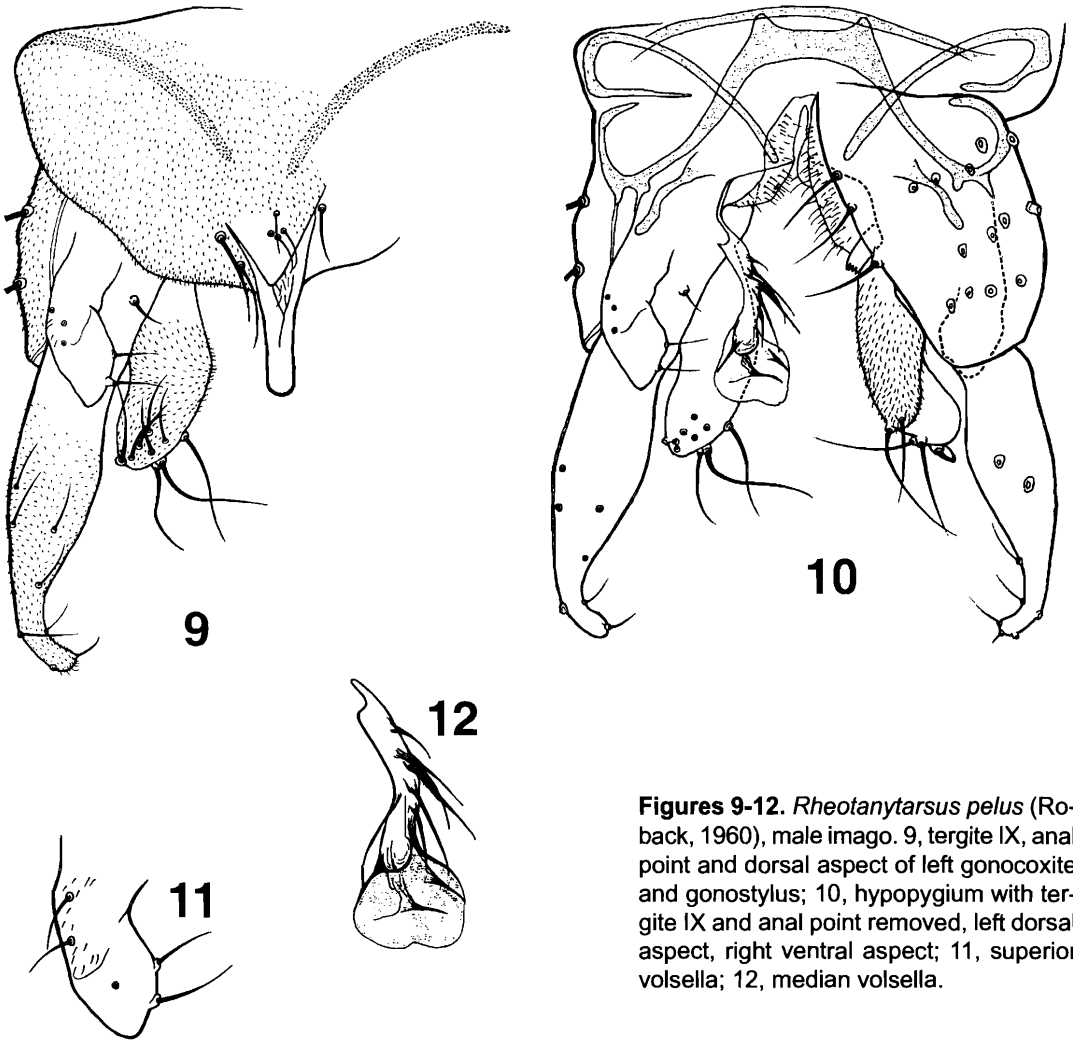 9
10
12
11
Figures 9-12. Rheotanytarsus pelus (Ro-
back, 1960), male imago. 9, tergite IX, anal
point and dorsal aspect of left gonocoxite
and gonostylus; 10, hypopygium with ter-
gite IX and anal point removed, left dorsal
aspect, right ventral aspect; 11, superior
volsella; 12, median volsella.